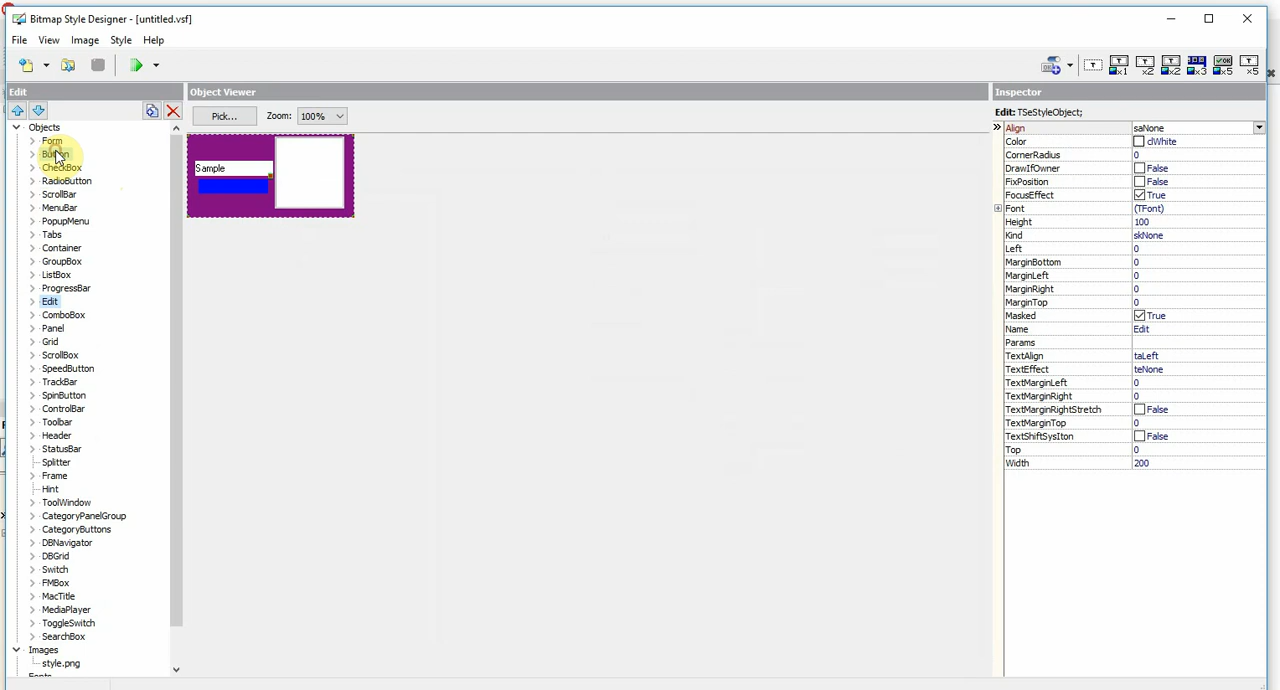 Bitmap Style Designer - [untitled.vsf]
File View Image Style Help
Edit
Object Viewer
Inspector
Pick...
Zoom: 100%
Edit: TSeStyleObject;
Objects
Form
Button
CheckBox
RadioButton
ScrollBar
MenuBar
PopupMenu
Tabs
Container
GroupBox
ListBox
ProgressBar
Edit
ComboBox
Panel
Grid
ScrollBox
SpeedButton
TrackBar
SpinButton
ControlBar
Toolbar
Header
StatusBar
Splitter
Frame
Hint
ToolWindow
CategoryPanelGroup
CategoryButtons
DBNavigator
DBGrid
Switch
FMBox
MacTitle
MediaPlayer
ToggleSwitch
SearchBox
Images
style.png
Fonts
Sample
Align saNone
Color clWhite
CornerRadius 0
DrawIfOwner False
FixPosition False
FocusEffect True
Font (TFont)
Height 100
Kind skNone
Left 0
MarginBottom 0
MarginLeft 0
MarginRight 0
MarginTop 0
Masked True
Name Edit
Params
TextAlign taLeft
TextEffect teNone
TextMarginLeft 0
TextMarginRight 0
TextMarginRightStretch False
TextMarginTop 0
TextShiftSysIton False
Top 0
Width 200